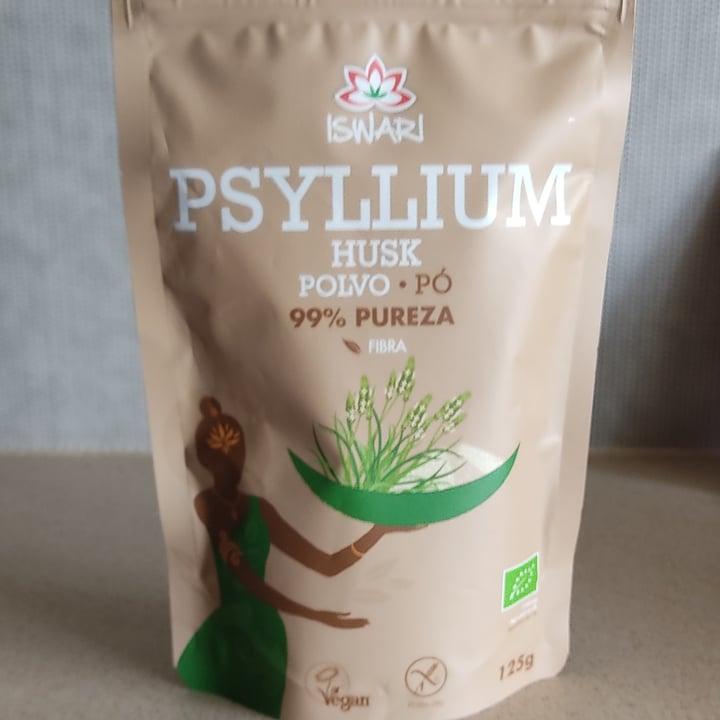 ISWARI
PSYLLIUM
HUSK
POLVO • PÓ
99% PUREZA
FIBRA
125g
Vegan